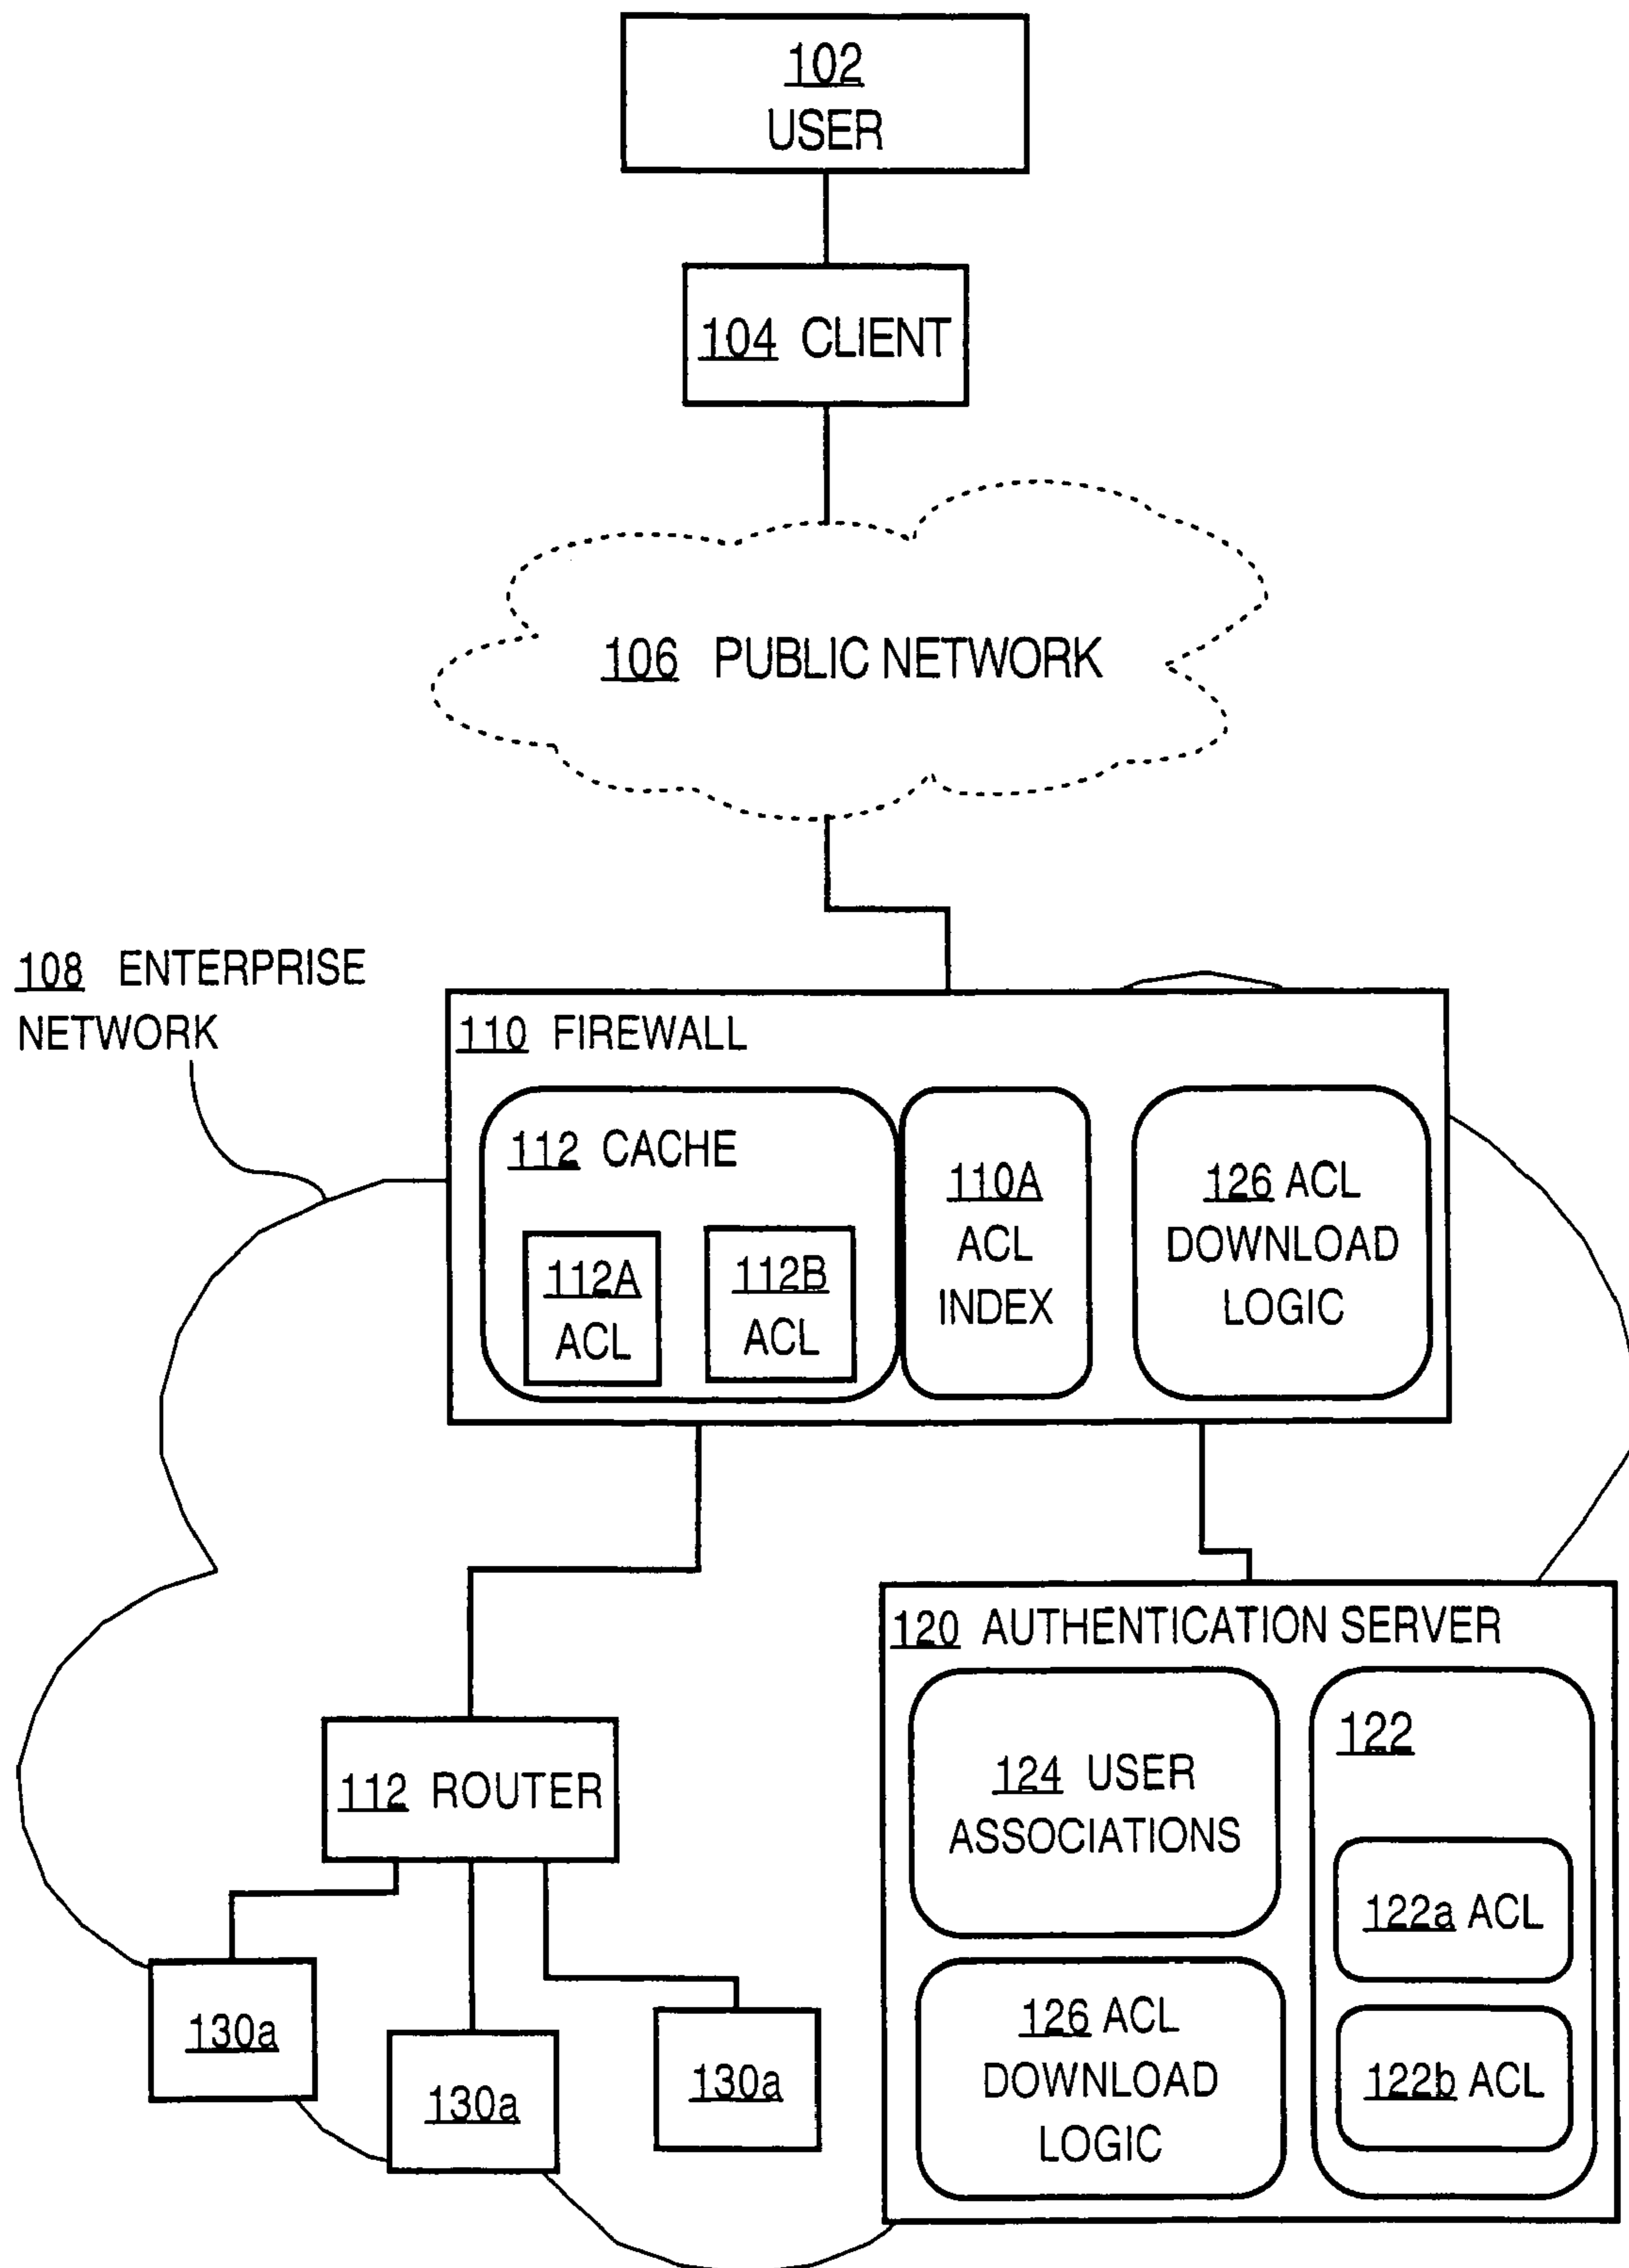 102
USER
104 CLIENT
106 PUBLIC NETWORK
108 ENTERPRISE
NETWORK
110 FIREWALL
112 CACHE
112A
ACL
112B
ACL
110A
ACL
INDEX
126 ACL
DOWNLOAD
LOGIC
112 ROUTER
130a
130a
130a
120 AUTHENTICATION SERVER
124 USER
ASSOCIATIONS
122
122a ACL
122b ACL
126 ACL
DOWNLOAD
LOGIC